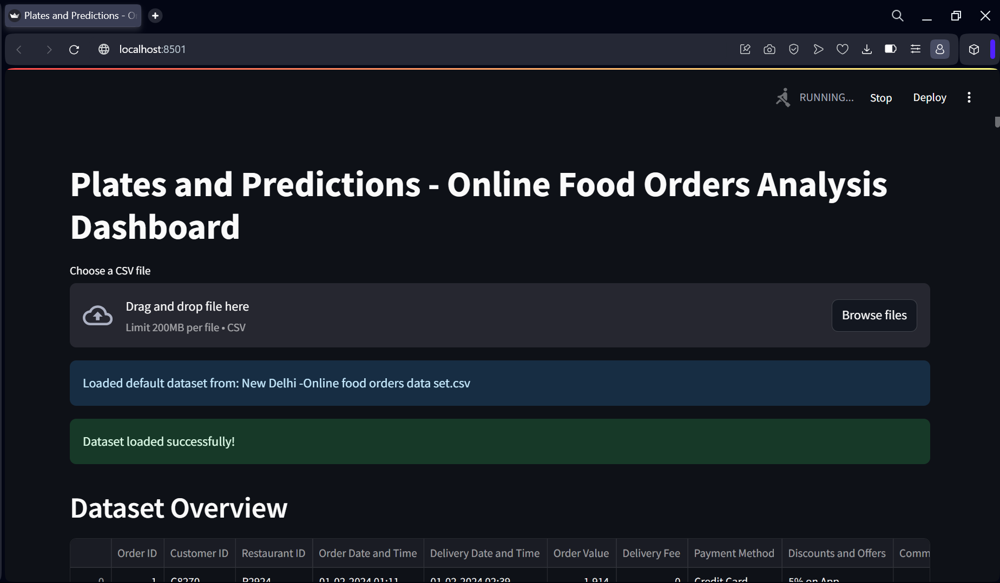 Plates and Predictions - O
localhost:8501
RUNNING...
Stop
Deploy
Plates and Predictions - Online Food Orders Analysis
Dashboard
Choose a CSV file
Drag and drop file here
Limit 200MB per file • CSV
Browse files
Loaded default dataset from: New Delhi -Online food orders data set.csv
Dataset loaded successfully!
Dataset Overview
Order ID Customer ID Restaurant ID Order Date and Time Delivery Date and Time Order Value Delivery Fee Payment Method Discounts and Offers Comm
0 1 C8270 R2924 01-02-2024 01:11 01-02-2024 02:39 1,914 0 Credit Card 5% on App